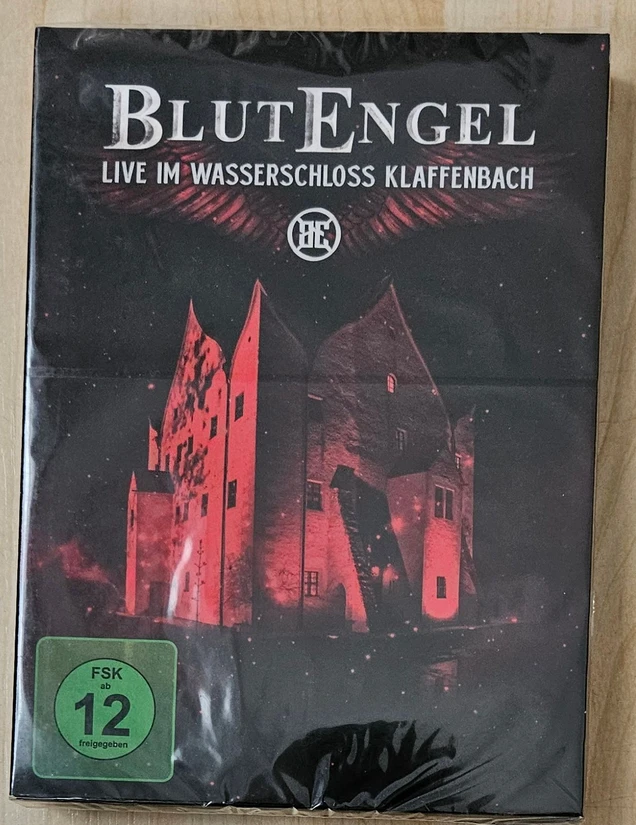 BLUTENGEL
LIVE IM WASSERSCHLOSS KLAFFENBACH
BE
FSK
ab
12
freigegeben